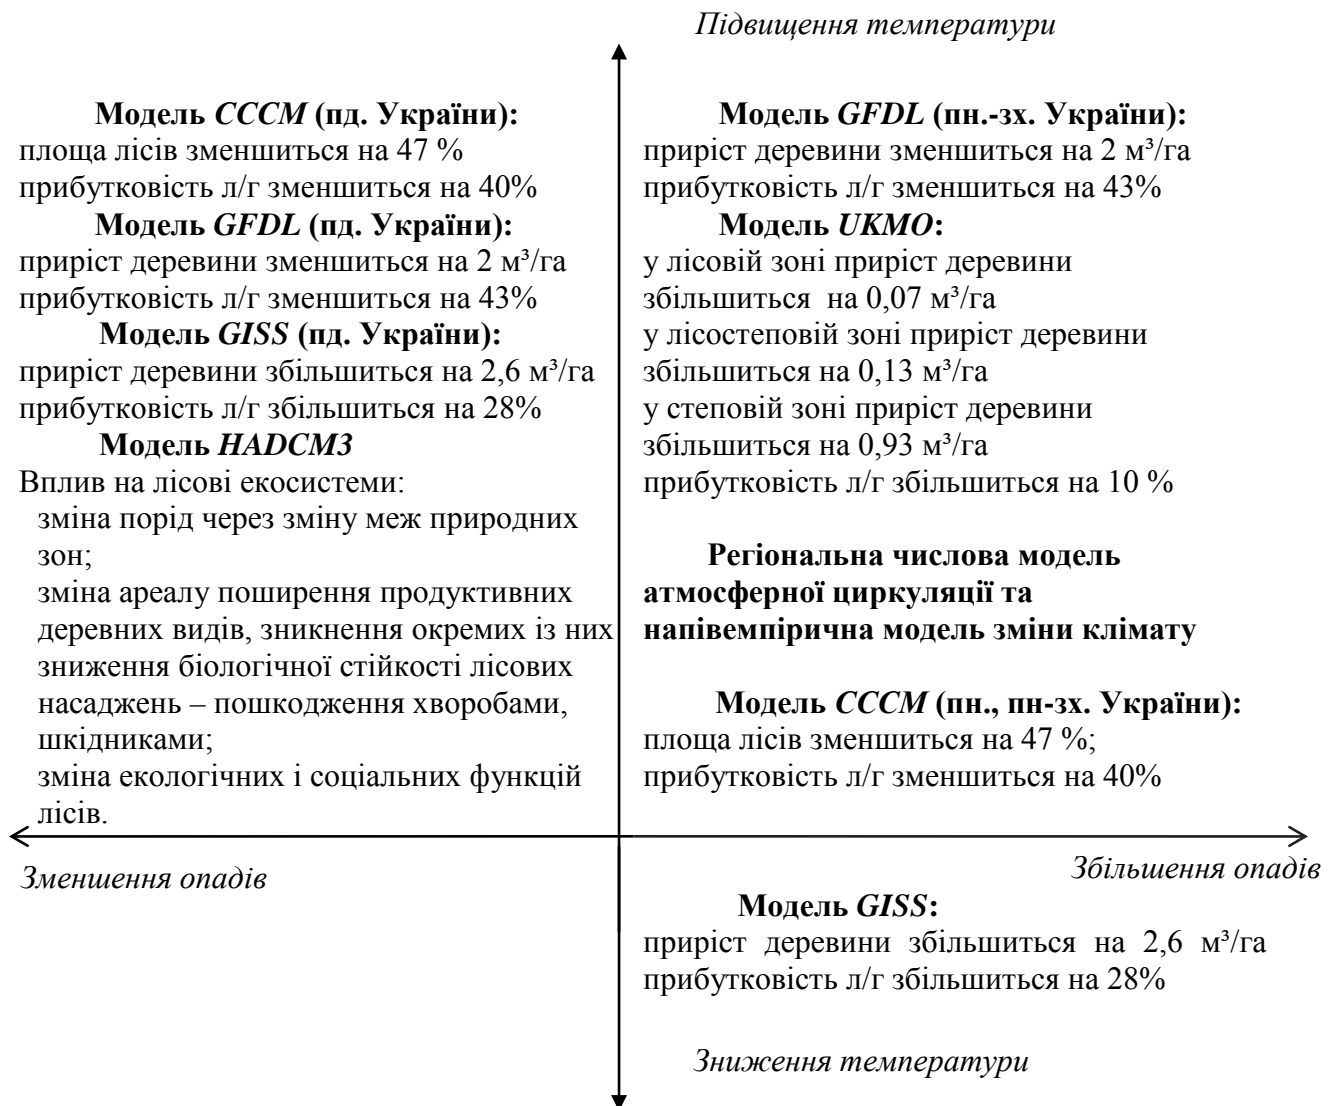 Підвищення температури
Модель CCCM (пд. України):
площа лісів зменшиться на 47 %
прибутковість л/г зменшиться на 40%
Модель GFDL (пд. України):
приріст деревини зменшиться на 2 м³/га
прибутковість л/г зменшиться на 43%
Модель GISS (пд. України):
приріст деревини збільшиться на 2,6 м³/га
прибутковість л/г збільшиться на 28%
Модель HADCM3
Вплив на лісові екосистеми:
зміна порід через зміну меж природних
зон;
зміна ареалу поширення продуктивних
деревних видів, зникнення окремих із них
зниження біологічної стійкості лісових
насаджень – пошкодження хворобами,
шкідниками;
зміна екологічних і соціальних функцій
лісів.
Модель GFDL (пн.-зх. України):
приріст деревини зменшиться на 2 м³/га
прибутковість л/г зменшиться на 43%
Модель UKMO:
у лісовій зоні приріст деревини
збільшиться на 0,07 м³/га
у лісостеповій зоні приріст деревини
збільшиться на 0,13 м³/га
у степовій зоні приріст деревини
збільшиться на 0,93 м³/га
прибутковість л/г збільшиться на 10 %
Регіональна числова модель
атмосферної циркуляції та
напівемпірична модель зміни клімату
Модель CCCM (пн., пн-зх. України):
площа лісів зменшиться на 47 %;
прибутковість л/г зменшиться на 40%
Зменшення опадів
Збільшення опадів
Модель GISS:
приріст деревини збільшиться на 2,6 м³/га
прибутковість л/г збільшиться на 28%
Зниження температури